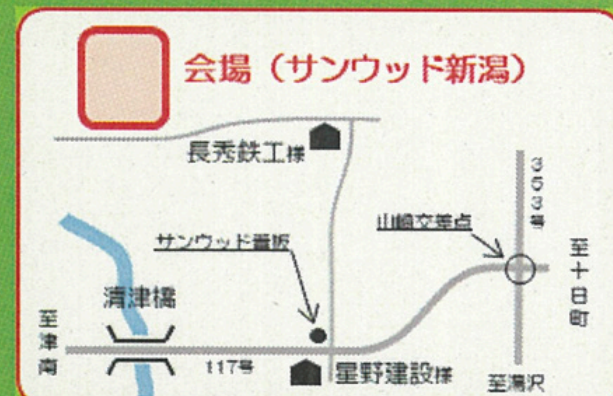 会場（サンウッド新潟）
長秀鉄工様
353号
山崎交差点
サンウッド看板
至十日町
清津橋
至津南
117号
星野建設様
至湯沢